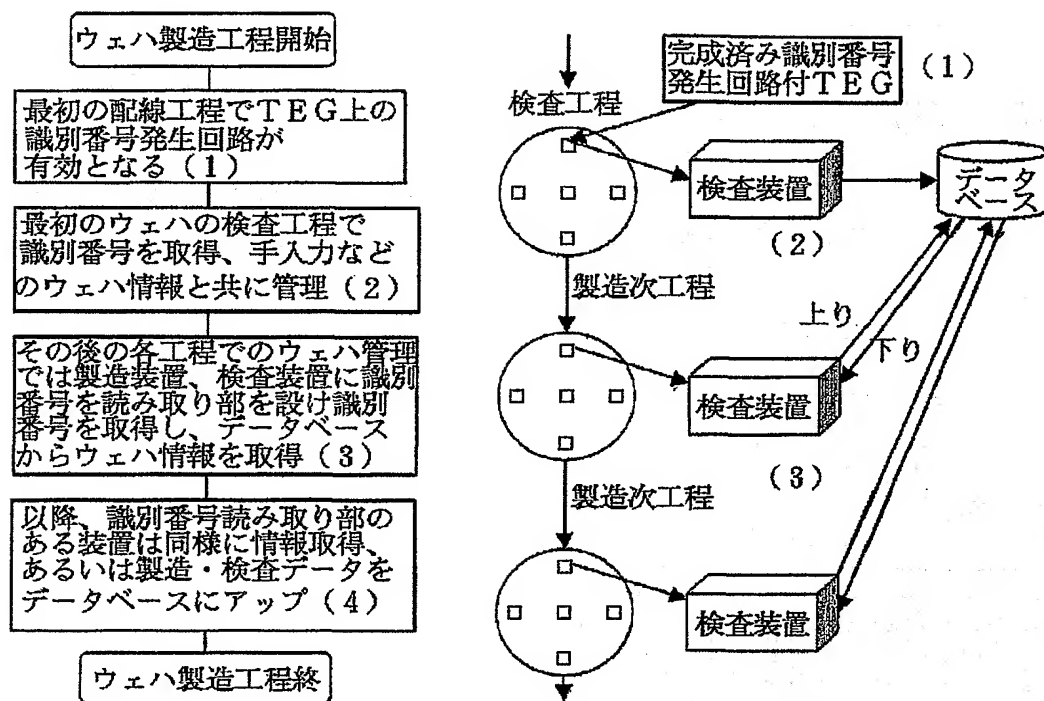 ウェハ製造工程開始
最初の配線工程でTEG上の
識別番号発生回路が
有効となる(1)
最初のウェハの検査工程で
識別番号を取得、手入力など
のウェハ情報と共に管理(2)
その後の各工程でのウェハ管理
では製造装置、検査装置に識別
番号を読み取り部を設け識別
番号を取得し、データベース
からウェハ情報を取得(3)
以降、識別番号読み取り部の
ある装置は同様に情報取得、
あるいは製造・検査データを
データベースにアップ(4)
ウェハ製造工程終
完成済み識別番号
発生回路付TEG
(1)
検査工程
検査装置
データ
ベース
(2)
製造次工程
上り
下り
検査装置
(3)
製造次工程
検査装置